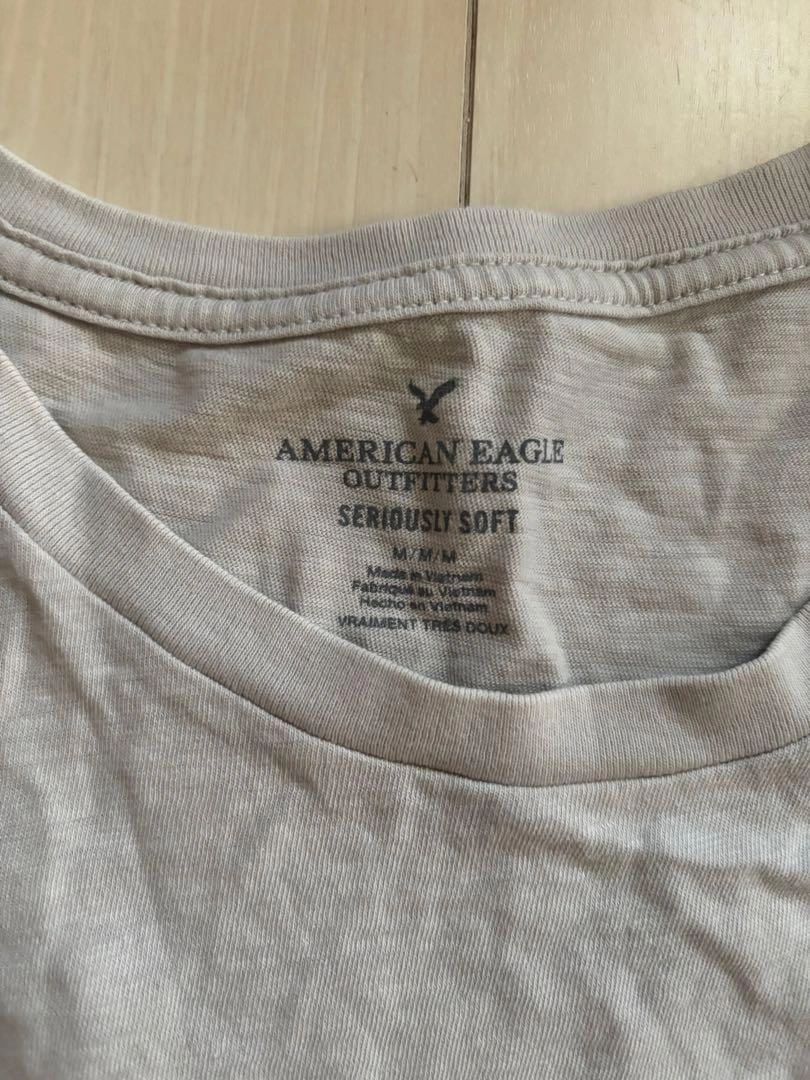 AMERICAN EAGLE
OUTFITTERS
SERIOUSLY SOFT
M/M/M
Made in Vietnam
Fabriqué au Vietnam
Hecho en Vietnam
VRAIMENT TRÈS DOUX